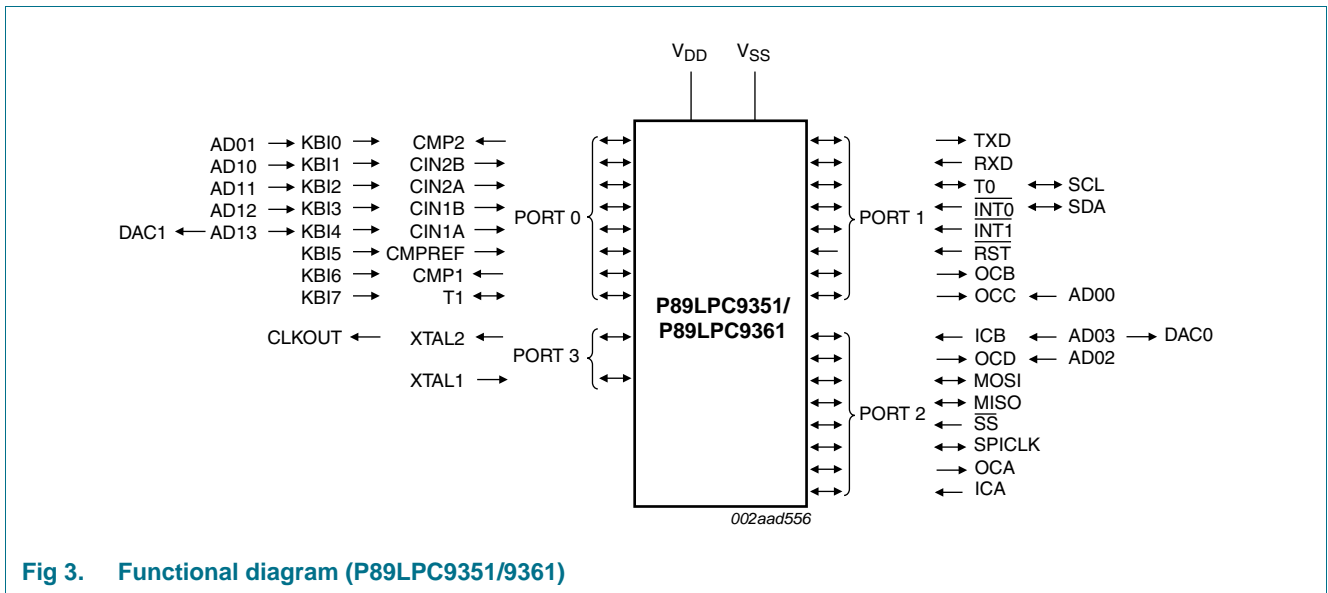 VDD VSS
AD01 KBI0 CMP2 TXD
AD10 KBI1 CIN2B RXD
AD11 KBI2 CIN2A T0 SCL
AD12 KBI3 CIN1B PORT 0 PORT 1 INT0 SDA
DAC1 AD13 KBI4 CIN1A INT1
KBI5 CMPREF RST
KBI6 CMP1 OCB
KBI7 T1 OCC AD00
P89LPC9351/
P89LPC9361
CLKOUT XTAL2 PORT 3 ICB AD03 DAC0
OCD AD02
XTAL1 MOSI
MISO
PORT 2 SS
SPICLK
OCA
ICA
002aad556
Fig 3. Functional diagram (P89LPC9351/9361)